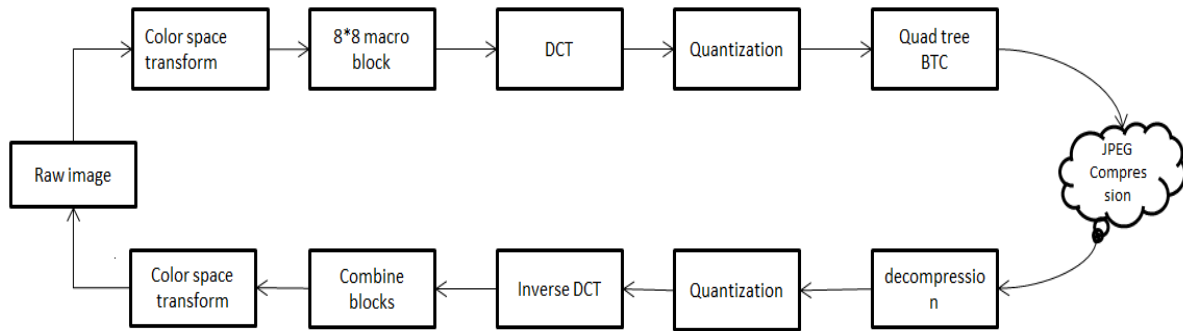 Color space
transform
8*8 macro
block
DCT
Quantization
Quad tree
BTC
Raw image
JPEG
Compres
sion
Color space
transform
Combine
blocks
Inverse DCT
Quantization
decompressio
n